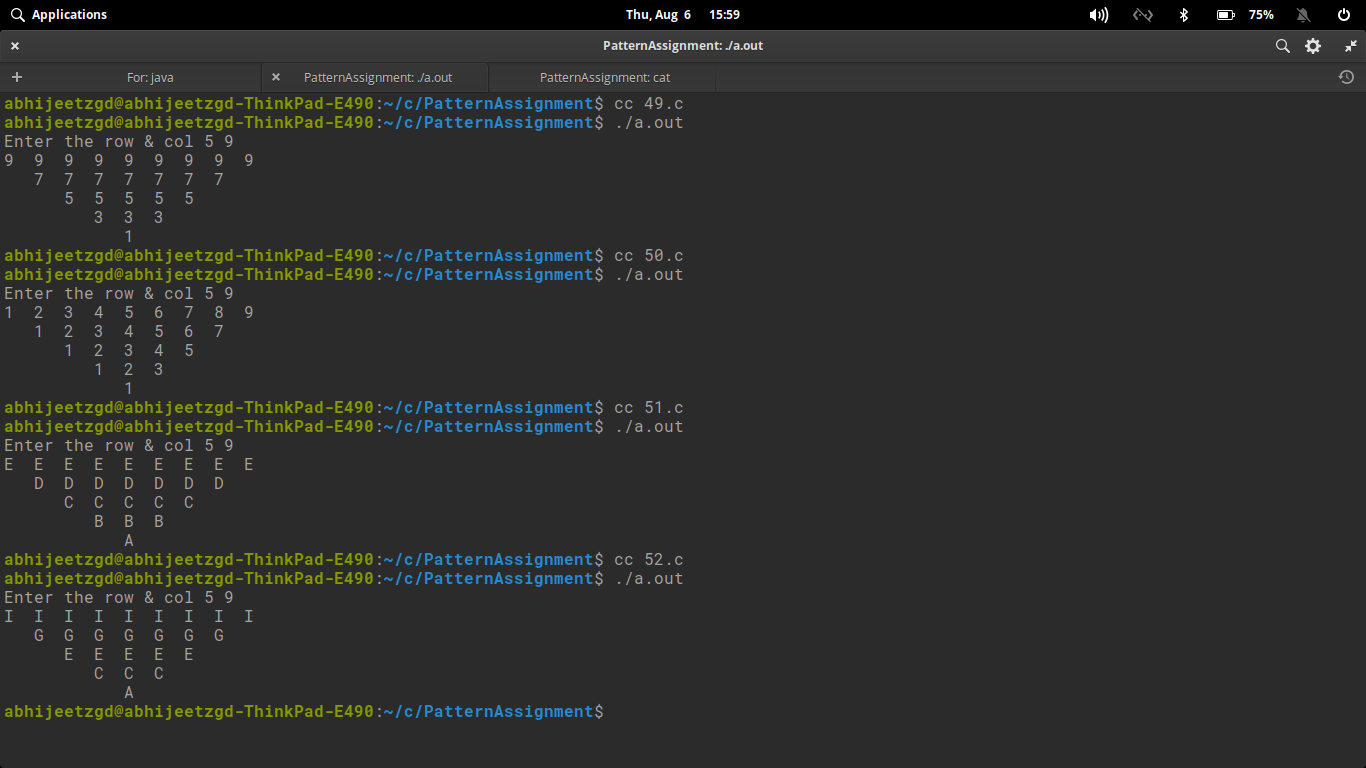 Applications Thu, Aug 6 15:59 75%
PatternAssignment: ./a.out
For: java PatternAssignment: ./a.out PatternAssignment: cat
abhijeetzgd@abhijeetzgd-ThinkPad-E490:~/c/PatternAssignment$ cc 49.c
abhijeetzgd@abhijeetzgd-ThinkPad-E490:~/c/PatternAssignment$ ./a.out
Enter the row & col 5 9
9  9  9  9  9  9  9  9  9
   7  7  7  7  7  7  7
      5  5  5  5  5
         3  3  3
            1
abhijeetzgd@abhijeetzgd-ThinkPad-E490:~/c/PatternAssignment$ cc 50.c
abhijeetzgd@abhijeetzgd-ThinkPad-E490:~/c/PatternAssignment$ ./a.out
Enter the row & col 5 9
1  2  3  4  5  6  7  8  9
   1  2  3  4  5  6  7
      1  2  3  4  5
         1  2  3
            1
abhijeetzgd@abhijeetzgd-ThinkPad-E490:~/c/PatternAssignment$ cc 51.c
abhijeetzgd@abhijeetzgd-ThinkPad-E490:~/c/PatternAssignment$ ./a.out
Enter the row & col 5 9
E  E  E  E  E  E  E  E  E
   D  D  D  D  D  D  D
      C  C  C  C  C
         B  B  B
            A
abhijeetzgd@abhijeetzgd-ThinkPad-E490:~/c/PatternAssignment$ cc 52.c
abhijeetzgd@abhijeetzgd-ThinkPad-E490:~/c/PatternAssignment$ ./a.out
Enter the row & col 5 9
I  I  I  I  I  I  I  I  I
   G  G  G  G  G  G  G
      E  E  E  E  E
         C  C  C
            A
abhijeetzgd@abhijeetzgd-ThinkPad-E490:~/c/PatternAssignment$